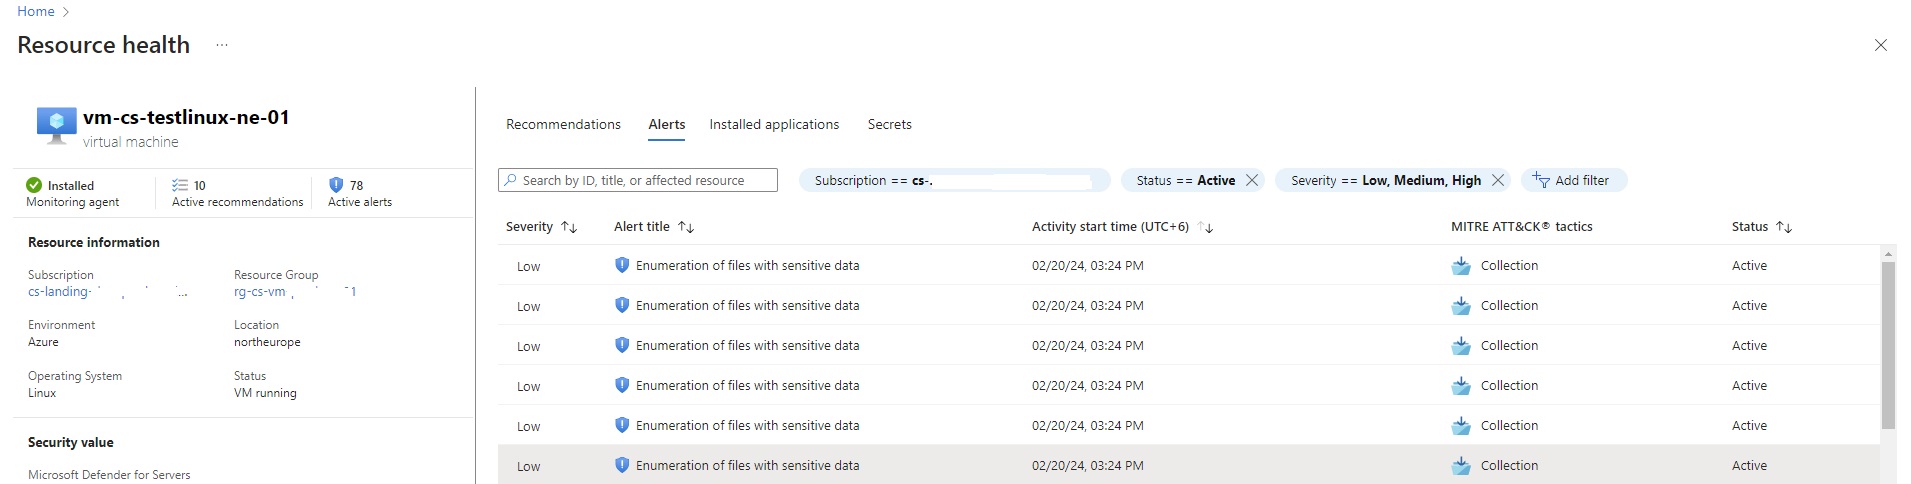 Home >
Resource health ...
vm-cs-testlinux-ne-01
virtual machine
Installed
Monitoring agent
10
Active recommendations
78
Active alerts
Resource information
Subscription
cs-landing-
...
Resource Group
rg-cs-vm
1
Environment
Azure
Location
northeurope
Operating System
Linux
Status
VM running
Security value
Microsoft Defender for Servers
Recommendations Alerts Installed applications Secrets
Search by ID, title, or affected resource
Subscription == cs-.
Status == Active
Severity == Low, Medium, High
Add filter
Severity Alert title Activity start time (UTC+6) MITRE ATT&CK® tactics Status
Low Enumeration of files with sensitive data 02/20/24, 03:24 PM Collection Active
Low Enumeration of files with sensitive data 02/20/24, 03:24 PM Collection Active
Low Enumeration of files with sensitive data 02/20/24, 03:24 PM Collection Active
Low Enumeration of files with sensitive data 02/20/24, 03:24 PM Collection Active
Low Enumeration of files with sensitive data 02/20/24, 03:24 PM Collection Active
Low Enumeration of files with sensitive data 02/20/24, 03:24 PM Collection Active